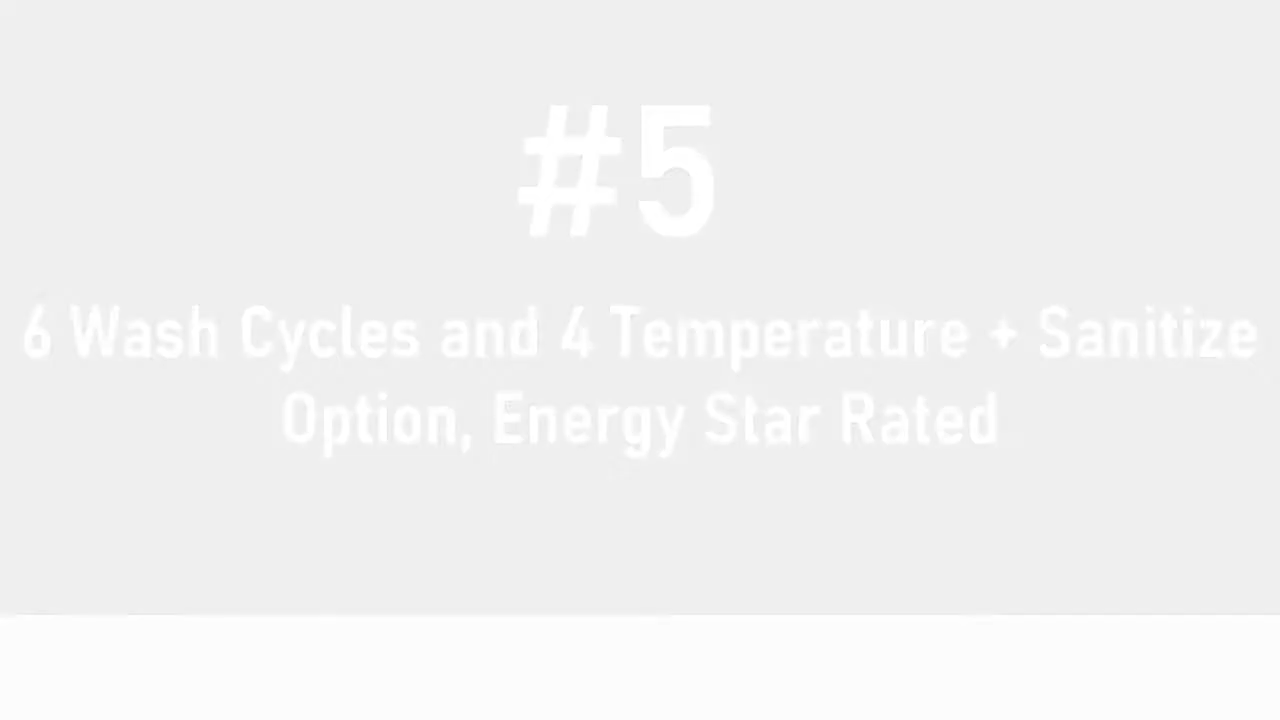 #5
6 Wash Cycles and 4 Temperature + Sanitize
Option, Energy Star Rated